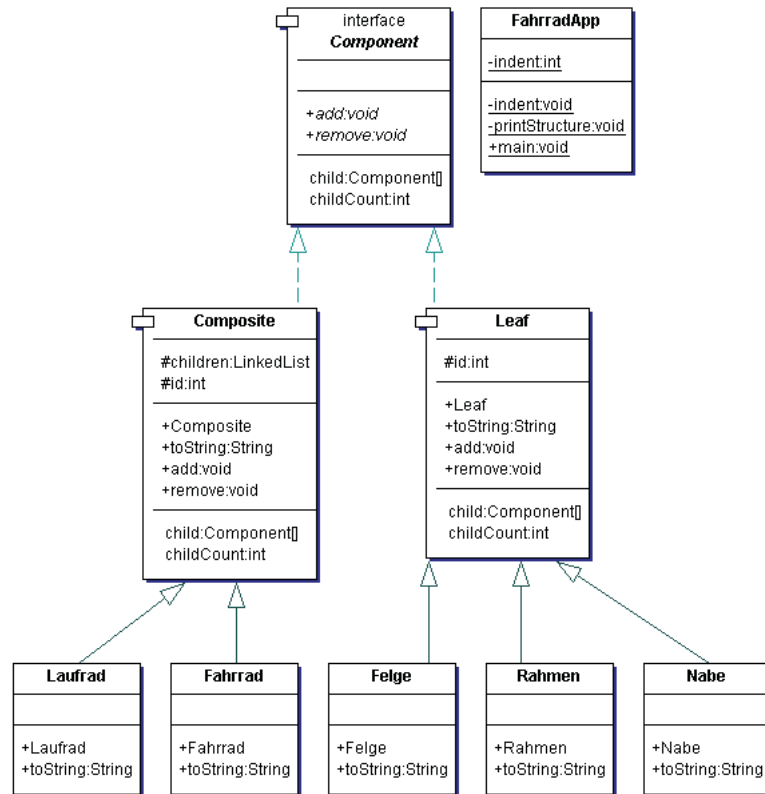 interface
Component
+add:void
+remove:void
child:Component[]
childCount:int
FahrradApp
-indent:int
-indent:void
-printStructure:void
+main:void
Composite
#children:LinkedList
#id:int
+Composite
+toString:String
+add:void
+remove:void
child:Component[]
childCount:int
Leaf
#id:int
+Leaf
+toString:String
+add:void
+remove:void
child:Component[]
childCount:int
Laufrad
+Laufrad
+toString:String
Fahrrad
+Fahrrad
+toString:String
Felge
+Felge
+toString:String
Rahmen
+Rahmen
+toString:String
Nabe
+Nabe
+toString:String